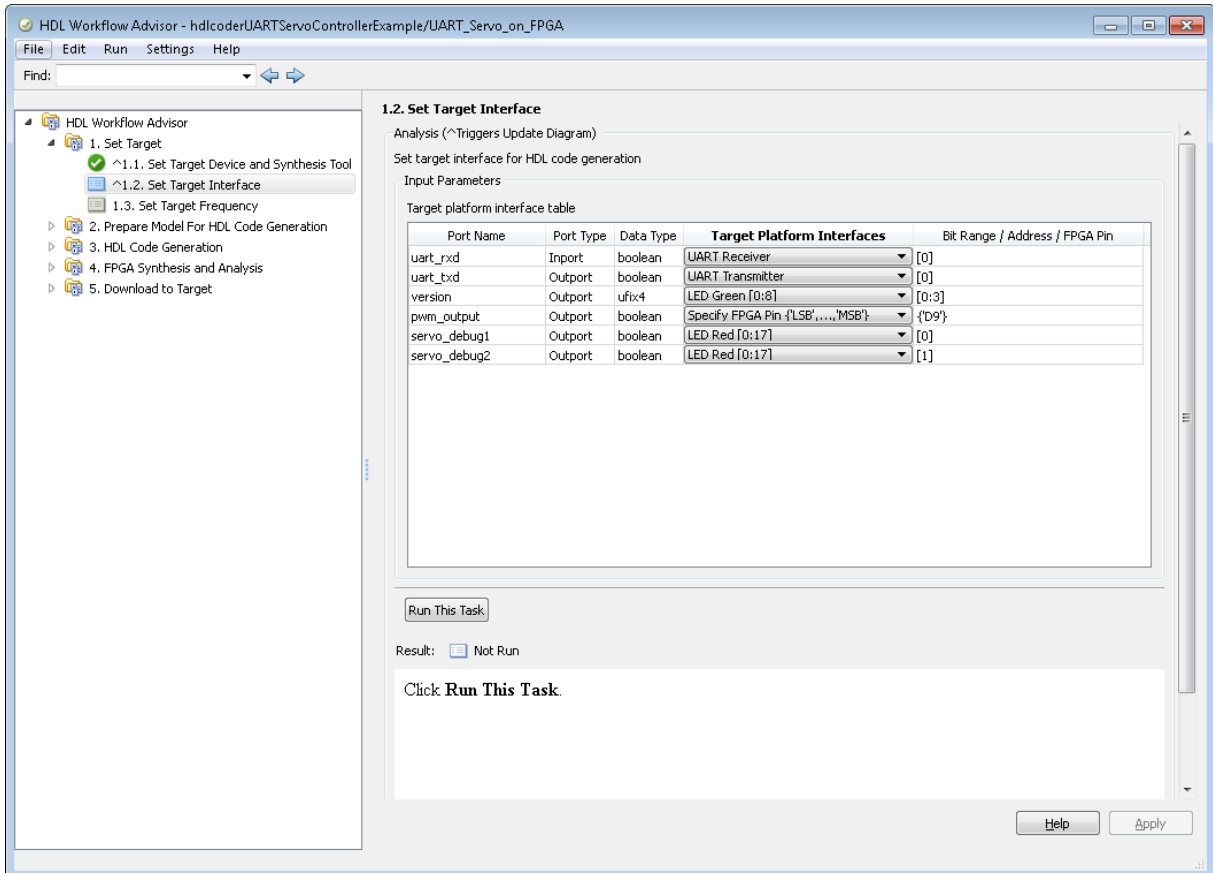 HDL Workflow Advisor - hdlcoderUARTServoControllerExample/UART_Servo_on_FPGA
File Edit Run Settings Help
Find:
HDL Workflow Advisor
1. Set Target
^1.1. Set Target Device and Synthesis Tool
^1.2. Set Target Interface
1.3. Set Target Frequency
2. Prepare Model For HDL Code Generation
3. HDL Code Generation
4. FPGA Synthesis and Analysis
5. Download to Target
1.2. Set Target Interface
Analysis (^Triggers Update Diagram)
Set target interface for HDL code generation
Input Parameters
Target platform interface table
Port Name Port Type Data Type Target Platform Interfaces Bit Range / Address / FPGA Pin
uart_rxd Inport boolean UART Receiver [0]
uart_txd Outport boolean UART Transmitter [0]
version Outport ufix4 LED Green [0:8] [0:3]
pwm_output Outport boolean Specify FPGA Pin {'LSB',...,'MSB'} {'D9'}
servo_debug1 Outport boolean LED Red [0:17] [0]
servo_debug2 Outport boolean LED Red [0:17] [1]
Run This Task
Result: Not Run
Click Run This Task.
Help Apply